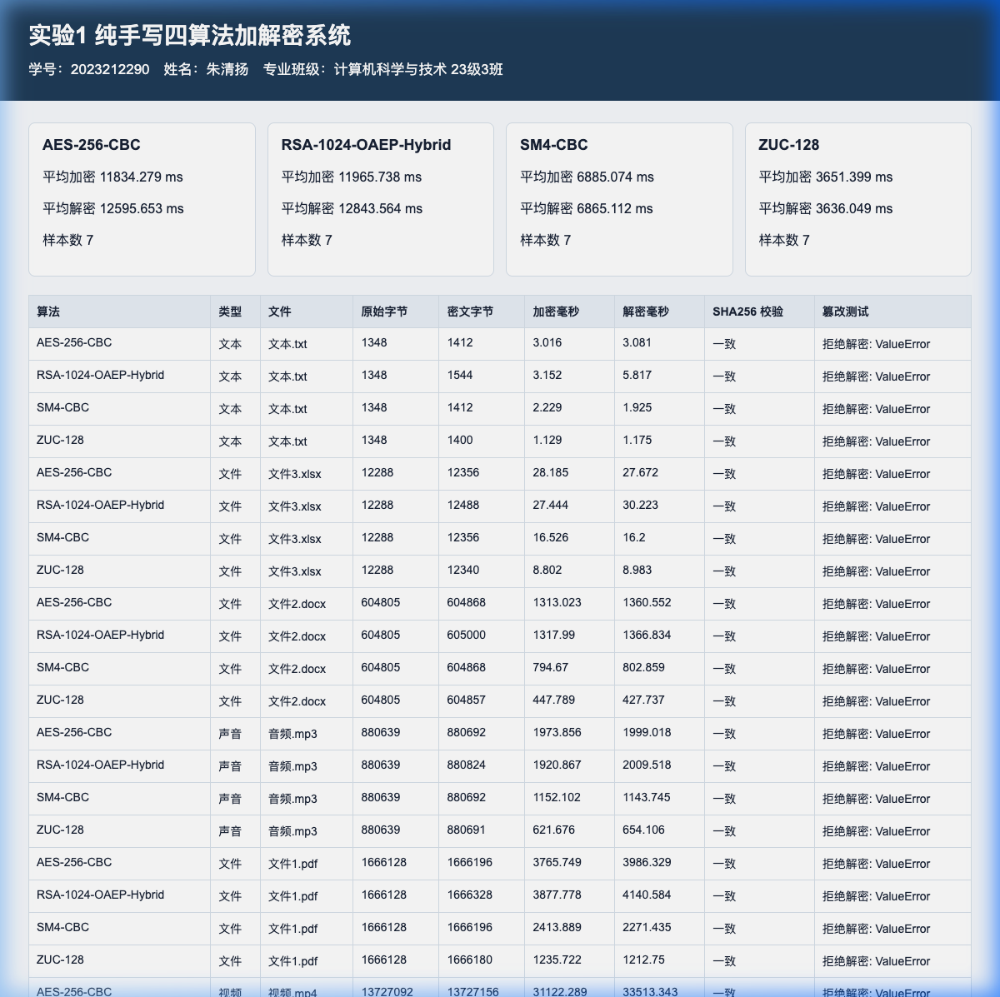 实验1 纯手写四算法加解密系统
学号：2023212290 姓名：朱清扬 专业班级：计算机科学与技术 23级3班
AES-256-CBC
平均加密 11834.279 ms
平均解密 12595.653 ms
样本数 7
RSA-1024-OAEP-Hybrid
平均加密 11965.738 ms
平均解密 12843.564 ms
样本数 7
SM4-CBC
平均加密 6885.074 ms
平均解密 6865.112 ms
样本数 7
ZUC-128
平均加密 3651.399 ms
平均解密 3636.049 ms
样本数 7
算法 类型 文件 原始字节 密文字节 加密毫秒 解密毫秒 SHA256 校验 篡改测试
AES-256-CBC 文本 文本.txt 1348 1412 3.016 3.081 一致 拒绝解密: ValueError
RSA-1024-OAEP-Hybrid 文本 文本.txt 1348 1544 3.152 5.817 一致 拒绝解密: ValueError
SM4-CBC 文本 文本.txt 1348 1412 2.229 1.925 一致 拒绝解密: ValueError
ZUC-128 文本 文本.txt 1348 1400 1.129 1.175 一致 拒绝解密: ValueError
AES-256-CBC 文件 文件3.xlsx 12288 12356 28.185 27.672 一致 拒绝解密: ValueError
RSA-1024-OAEP-Hybrid 文件 文件3.xlsx 12288 12488 27.444 30.223 一致 拒绝解密: ValueError
SM4-CBC 文件 文件3.xlsx 12288 12356 16.526 16.2 一致 拒绝解密: ValueError
ZUC-128 文件 文件3.xlsx 12288 12340 8.802 8.983 一致 拒绝解密: ValueError
AES-256-CBC 文件 文件2.docx 604805 604868 1313.023 1360.552 一致 拒绝解密: ValueError
RSA-1024-OAEP-Hybrid 文件 文件2.docx 604805 605000 1317.99 1366.834 一致 拒绝解密: ValueError
SM4-CBC 文件 文件2.docx 604805 604868 794.67 802.859 一致 拒绝解密: ValueError
ZUC-128 文件 文件2.docx 604805 604857 447.789 427.737 一致 拒绝解密: ValueError
AES-256-CBC 声音 音频.mp3 880639 880692 1973.856 1999.018 一致 拒绝解密: ValueError
RSA-1024-OAEP-Hybrid 声音 音频.mp3 880639 880824 1920.867 2009.518 一致 拒绝解密: ValueError
SM4-CBC 声音 音频.mp3 880639 880692 1152.102 1143.745 一致 拒绝解密: ValueError
ZUC-128 声音 音频.mp3 880639 880691 621.676 654.106 一致 拒绝解密: ValueError
AES-256-CBC 文件 文件1.pdf 1666128 1666196 3765.749 3986.329 一致 拒绝解密: ValueError
RSA-1024-OAEP-Hybrid 文件 文件1.pdf 1666128 1666328 3877.778 4140.584 一致 拒绝解密: ValueError
SM4-CBC 文件 文件1.pdf 1666128 1666196 2413.889 2271.435 一致 拒绝解密: ValueError
ZUC-128 文件 文件1.pdf 1666128 1666180 1235.722 1212.75 一致 拒绝解密: ValueError
AES-256-CBC 视频 视频.mp4 13727092 13727156 31122.289 33513.343 一致 拒绝解密: ValueError